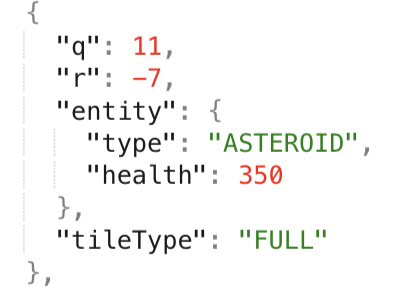 {
"q": 11,
"r": −7,
"entity": {
"type": "ASTEROID",
"health": 350
},
"tileType": "FULL"
},